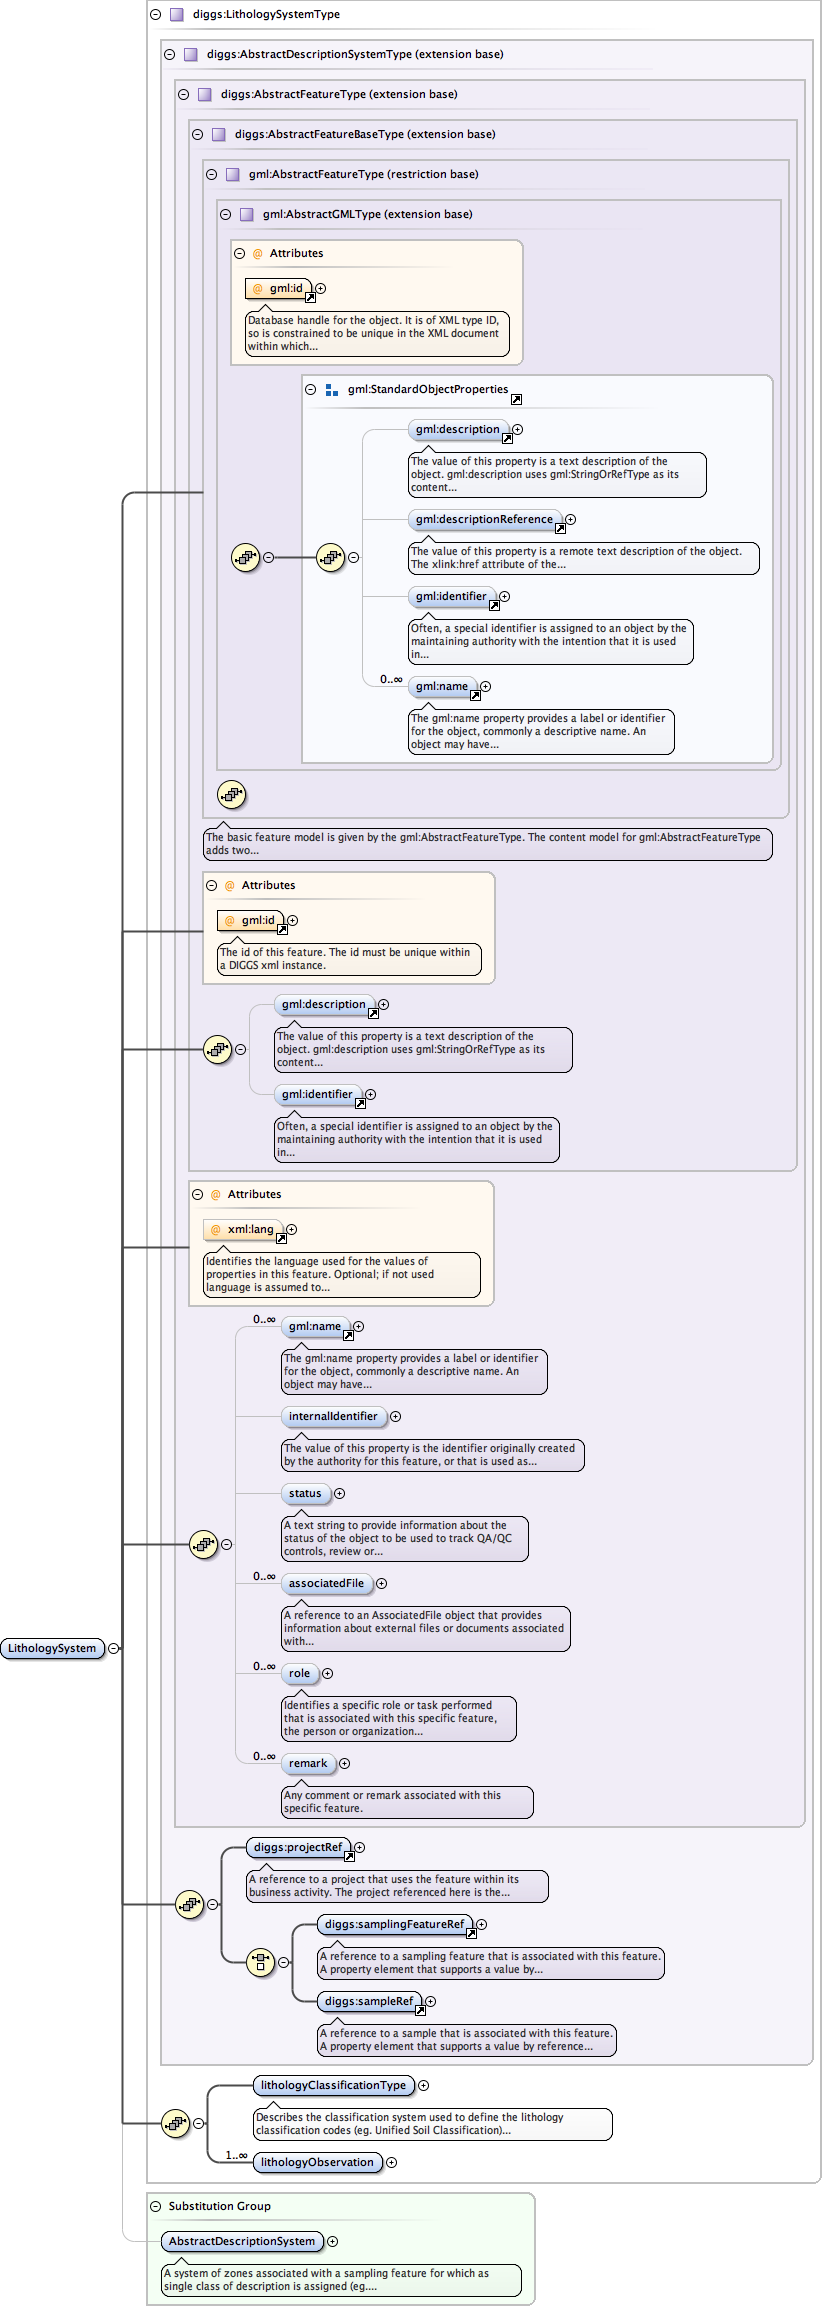 diggs:LithologySystemType
diggs:AbstractDescriptionSystemType (extension base)
diggs:AbstractFeatureType (extension base)
diggs:AbstractFeatureBaseType (extension base)
gml:AbstractFeatureType (restriction base)
gml:AbstractGMLType (extension base)
@ Attributes
@ gml:id
Database handle for the object. It is of XML type ID,
so is constrained to be unique in the XML document
within which...
gml:StandardObjectProperties
gml:description
The value of this property is a text description of the
object. gml:description uses gml:StringOrRefType as its
content...
gml:descriptionReference
The value of this property is a remote text description of the object.
The xlink:href attribute of the...
gml:identifier
Often, a special identifier is assigned to an object by the
maintaining authority with the intention that it is used
in...
0..∞
gml:name
The gml:name property provides a label or identifier
for the object, commonly a descriptive name. An
object may have...
The basic feature model is given by the gml:AbstractFeatureType. The content model for gml:AbstractFeatureType
adds two...
@ Attributes
@ gml:id
The id of this feature. The id must be unique within
a DIGGS xml instance.
gml:description
The value of this property is a text description of the
object. gml:description uses gml:StringOrRefType as its
content...
gml:identifier
Often, a special identifier is assigned to an object by the
maintaining authority with the intention that it is used
in...
@ Attributes
@ xml:lang
Identifies the language used for the values of
properties in this feature. Optional; if not used
language is assumed to...
0..∞
gml:name
The gml:name property provides a label or identifier
for the object, commonly a descriptive name. An
object may have...
internalIdentifier
The value of this property is the identifier originally created
by the authority for this feature, or that is used as...
status
A text string to provide information about the
status of the object to be used to track QA/QC
controls, review or...
0..∞
associatedFile
A reference to an AssociatedFile object that provides
information about external files or documents associated
with...
LithologySystem
0..∞
role
Identifies a specific role or task performed
that is associated with this specific feature,
the person or organization...
0..∞
remark
Any comment or remark associated with this
specific feature.
diggs:projectRef
A reference to a project that uses the feature within its
business activity. The project referenced here is the...
diggs:samplingFeatureRef
A reference to a sampling feature that is associated with this feature.
A property element that supports a value by...
diggs:sampleRef
A reference to a sample that is associated with this feature.
A property element that supports a value by reference...
lithologyClassificationType
Describes the classification system used to define the lithology
classification codes (eg. Unified Soil Classification)...
1..∞
lithologyObservation
Substitution Group
AbstractDescriptionSystem
A system of zones associated with a sampling feature for which as
single class of description is assigned (eg....